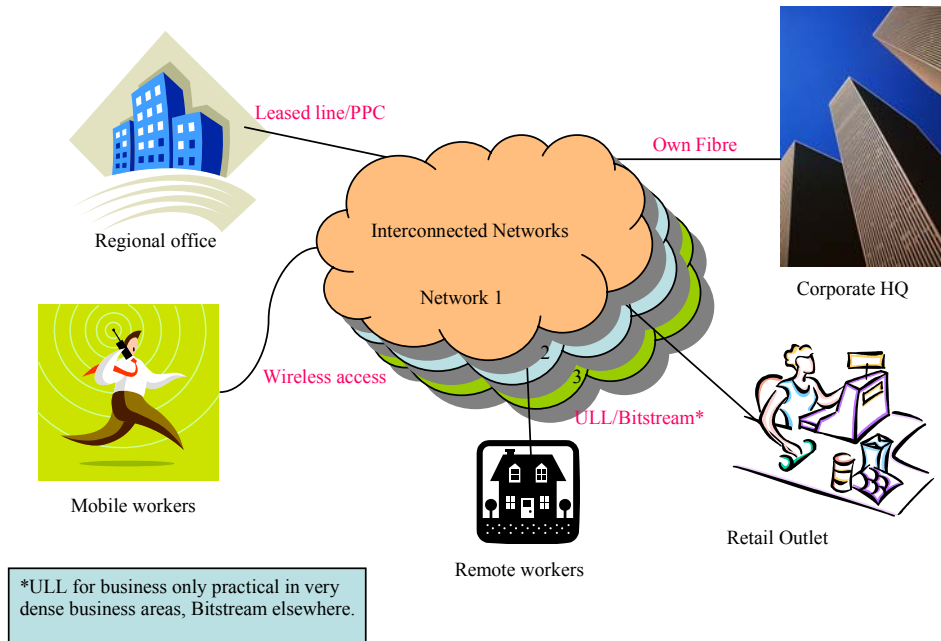 Leased line/PPC
Own Fibre
Regional office
Interconnected Networks
Corporate HQ
Network 1
2
Wireless access
3
ULL/Bitstream*
Mobile workers
Retail Outlet
Remote workers
*ULL for business only practical in very
dense business areas, Bitstream elsewhere.